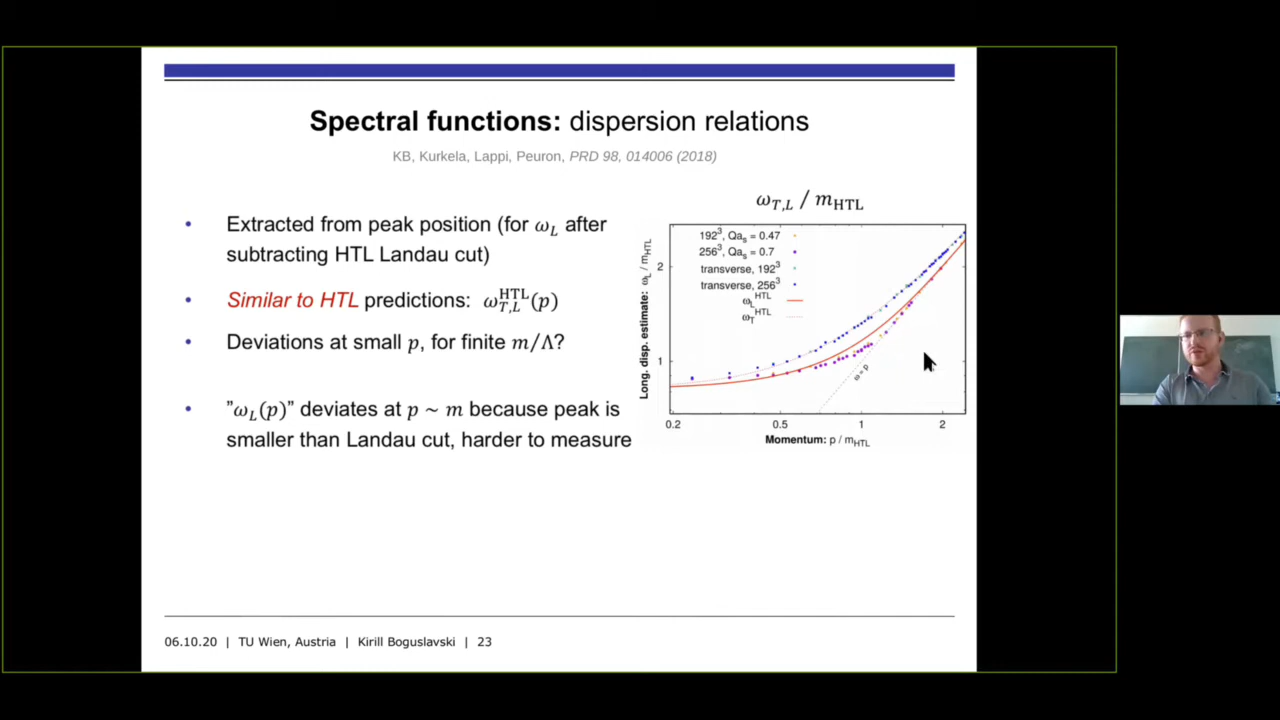 Spectral functions: dispersion relations
KB, Kurkela, Lappi, Peuron, PRD 98, 014006 (2018)
• Extracted from peak position (for ω_L after
subtracting HTL Landau cut)
• Similar to HTL predictions: ω_{T,L}^{HTL}(p)
• Deviations at small p, for finite m/Λ?
• "ω_L(p)" deviates at p ~ m because peak is
smaller than Landau cut, harder to measure
ω_{T,L} / m_HTL
192³, Qa_s = 0.47
256³, Qa_s = 0.7
transverse, 192³
transverse, 256³
ω_L^HTL
ω_T^HTL
Long. disp. estimate: ω_L / m_HTL
2
1
ω = p
0.2 0.5 1 2
Momentum: p / m_HTL
06.10.20 | TU Wien, Austria | Kirill Boguslavski | 23